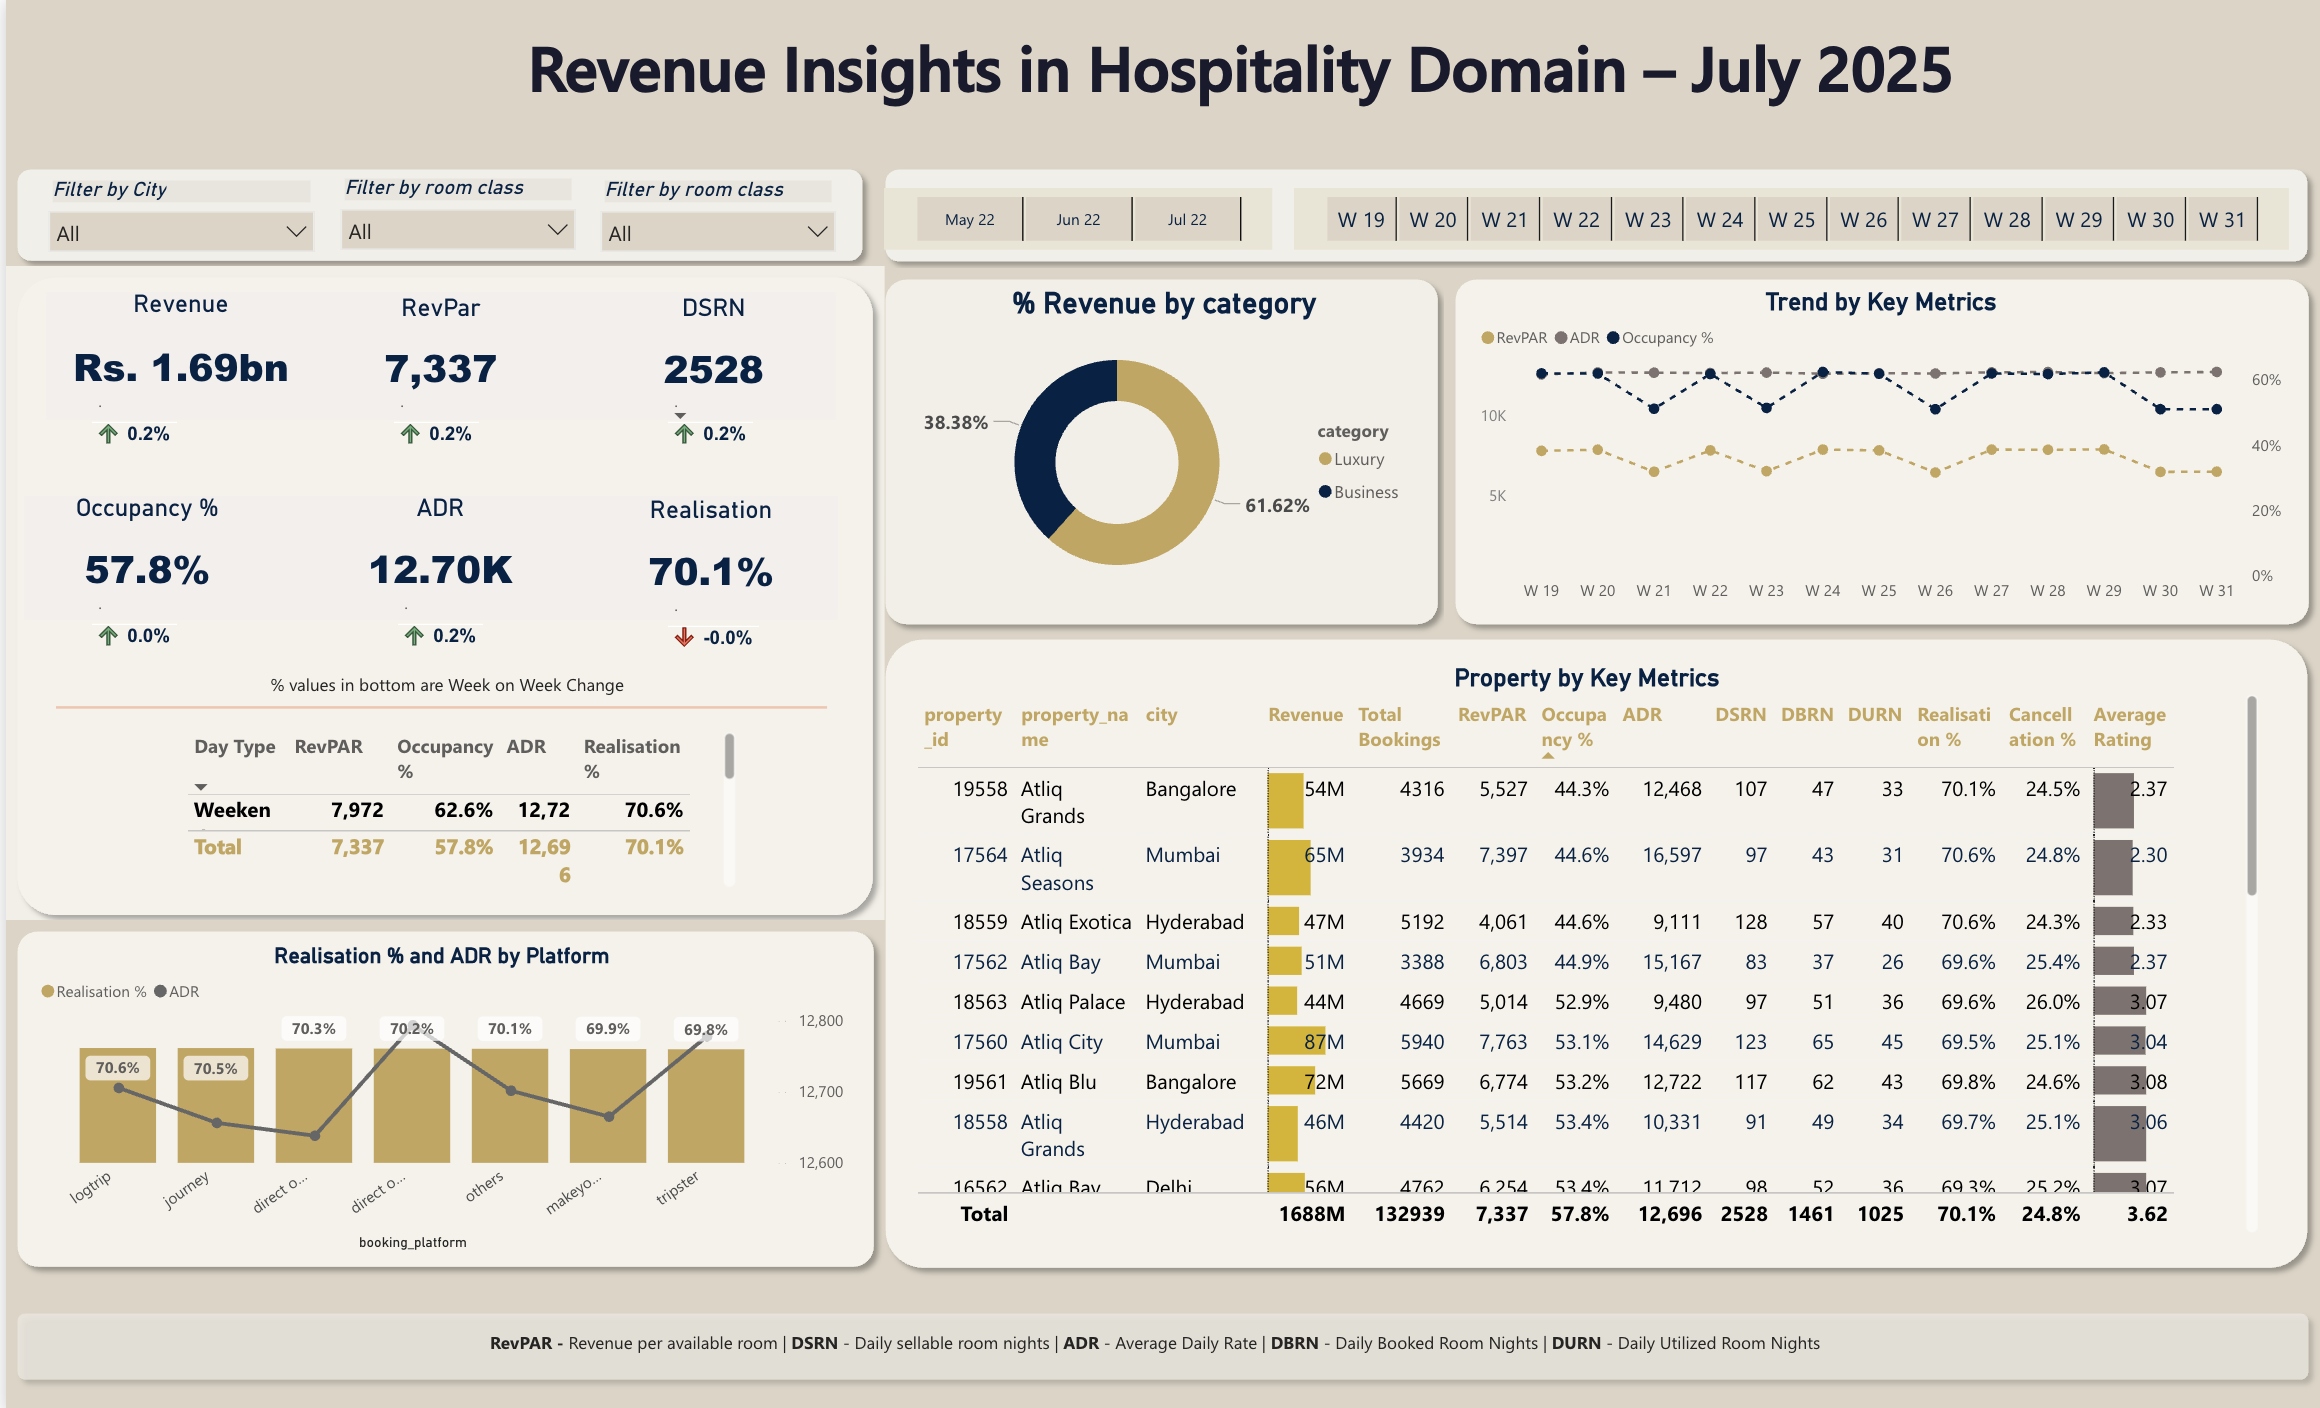 Revenue Insights in Hospitality Domain – July 2025
Filter by City
All
Filter by room class
All
Filter by room class
All
May 22 Jun 22 Jul 22
W 19 W 20 W 21 W 22 W 23 W 24 W 25 W 26 W 27 W 28 W 29 W 30 W 31
Revenue
Rs. 1.69bn
0.2%
RevPar
7,337
0.2%
DSRN
2528
0.2%
Occupancy %
57.8%
0.0%
ADR
12.70K
0.2%
Realisation
70.1%
-0.0%
% values in bottom are Week on Week Change
Day Type RevPAR Occupancy % ADR Realisation %
Weeken 7,972 62.6% 12,72 70.6%
Total 7,337 57.8% 12,696 70.1%
% Revenue by category
38.38%
61.62%
category
Luxury
Business
Trend by Key Metrics
RevPAR ADR Occupancy %
10K
5K
60%
40%
20%
0%
W 19 W 20 W 21 W 22 W 23 W 24 W 25 W 26 W 27 W 28 W 29 W 30 W 31
Realisation % and ADR by Platform
Realisation % ADR
70.6% 70.5% 70.3% 70.2% 70.1% 69.9% 69.8%
12,800
12,700
12,600
logtrip journey direct o... direct o... others makeyo... tripster
booking_platform
Property by Key Metrics
property_id property_name city Revenue Total Bookings RevPAR Occupancy % ADR DSRN DBRN DURN Realisation % Cancellation % Average Rating
19558 Atliq Grands Bangalore 54M 4316 5,527 44.3% 12,468 107 47 33 70.1% 24.5% 2.37
17564 Atliq Seasons Mumbai 65M 3934 7,397 44.6% 16,597 97 43 31 70.6% 24.8% 2.30
18559 Atliq Exotica Hyderabad 47M 5192 4,061 44.6% 9,111 128 57 40 70.6% 24.3% 2.33
17562 Atliq Bay Mumbai 51M 3388 6,803 44.9% 15,167 83 37 26 69.6% 25.4% 2.37
18563 Atliq Palace Hyderabad 44M 4669 5,014 52.9% 9,480 97 51 36 69.6% 26.0% 3.07
17560 Atliq City Mumbai 87M 5940 7,763 53.1% 14,629 123 65 45 69.5% 25.1% 3.04
19561 Atliq Blu Bangalore 72M 5669 6,774 53.2% 12,722 117 62 43 69.8% 24.6% 3.08
18558 Atliq Grands Hyderabad 46M 4420 5,514 53.4% 10,331 91 49 34 69.7% 25.1% 3.06
16562 Atliq Bay Delhi 56M 4762 6,254 53.4% 11,712 98 52 36 69.3% 25.2% 3.07
Total 1688M 132939 7,337 57.8% 12,696 2528 1461 1025 70.1% 24.8% 3.62
RevPAR - Revenue per available room | DSRN - Daily sellable room nights | ADR - Average Daily Rate | DBRN - Daily Booked Room Nights | DURN - Daily Utilized Room Nights